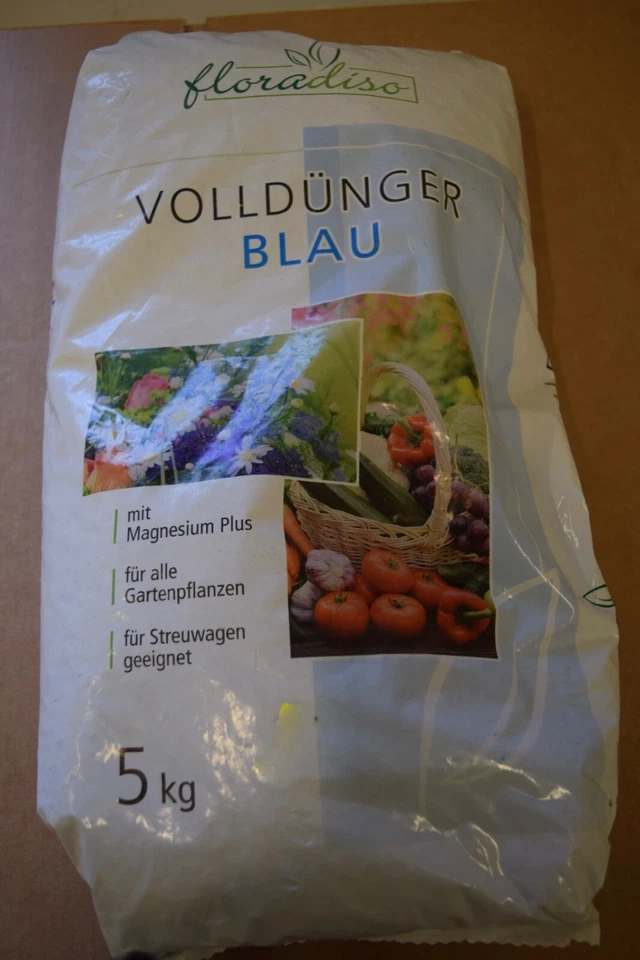 floradiso
VOLLDÜNGER
BLAU
mit
Magnesium Plus
für alle
Gartenpflanzen
für Streuwagen
geeignet
5 kg